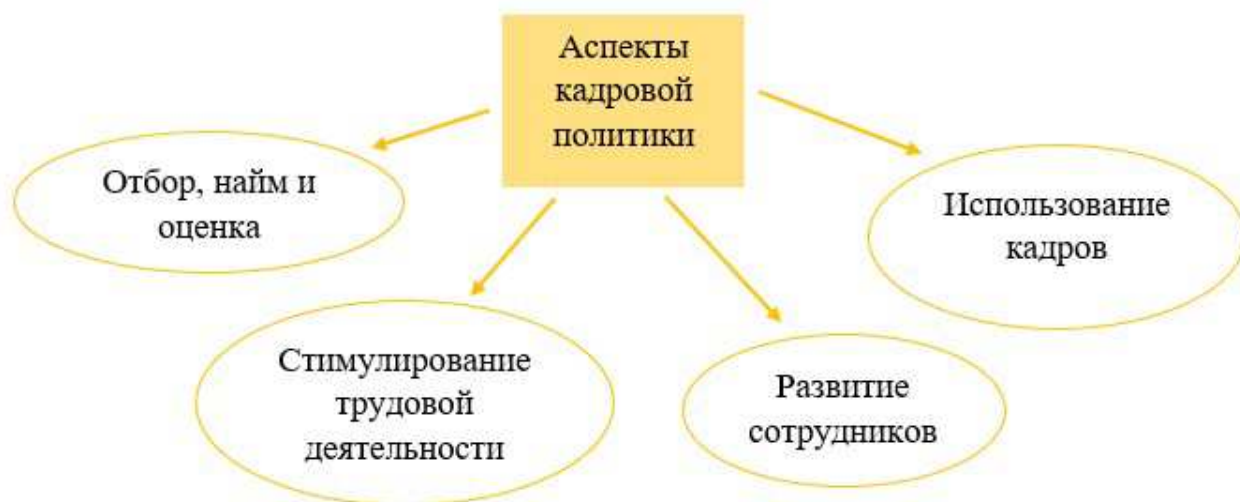 Аспекты
кадровой
политики
Отбор, найм и
оценка
Использование
кадров
Стимулирование
трудовой
деятельности
Развитие
сотрудников